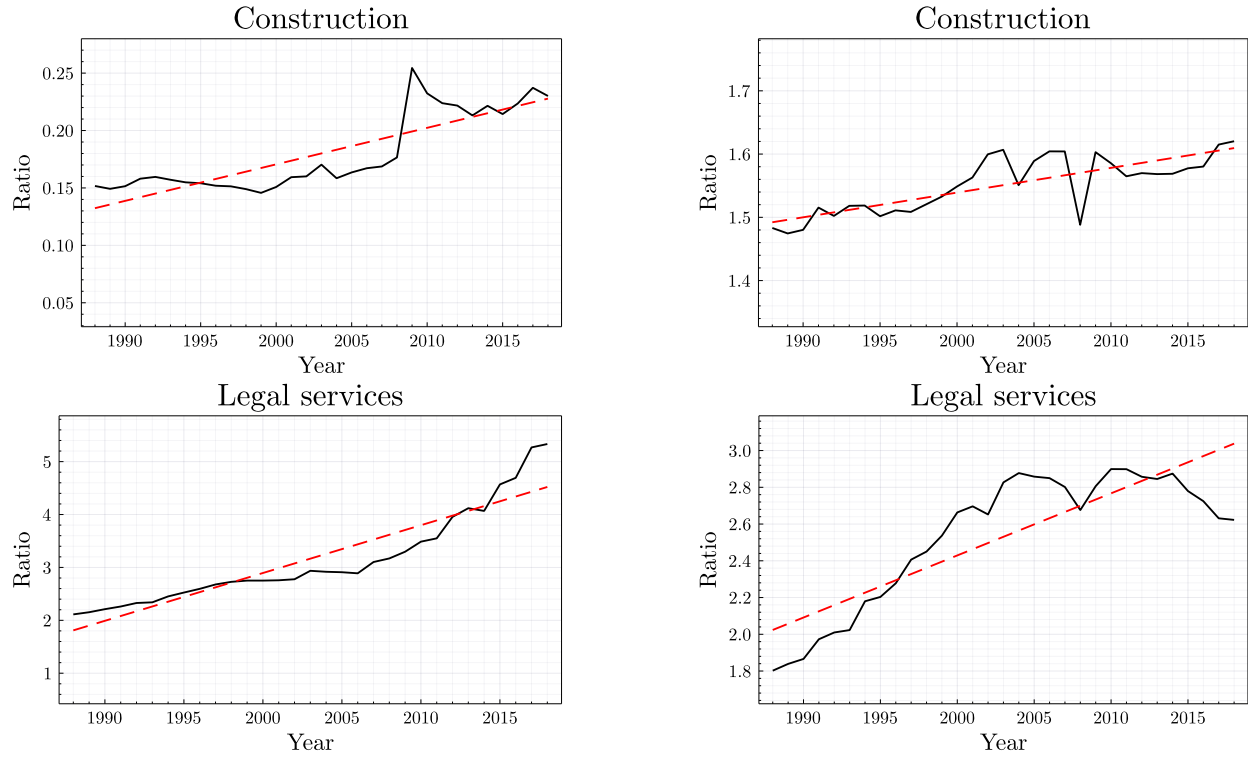 Construction
Ratio
0.25
0.20
0.15
0.10
0.05
1990 1995 2000 2005 2010 2015
Year
Construction
Ratio
1.7
1.6
1.5
1.4
1990 1995 2000 2005 2010 2015
Year
Legal services
Ratio
5
4
3
2
1
1990 1995 2000 2005 2010 2015
Year
Legal services
Ratio
3.0
2.8
2.6
2.4
2.2
2.0
1.8
1990 1995 2000 2005 2010 2015
Year